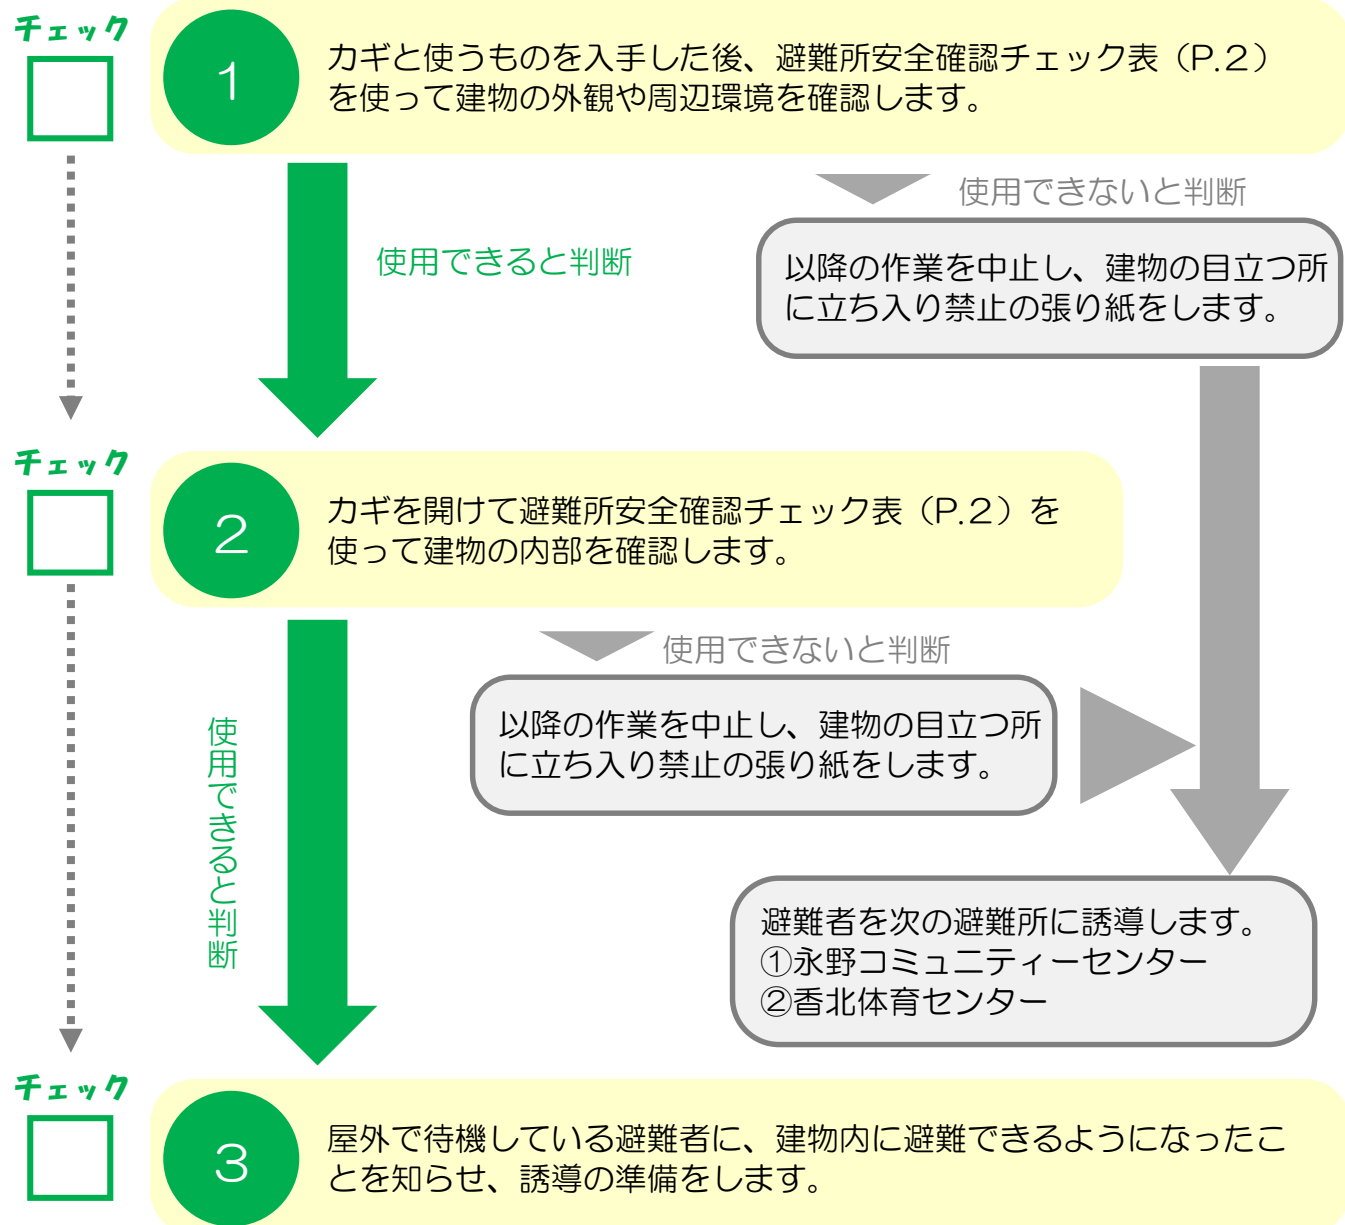 チェック
1
カギと使うものを入手した後、避難所安全確認チェック表（P.2）
を使って建物の外観や周辺環境を確認します。
使用できないと判断
使用できると判断
以降の作業を中止し、建物の目立つ所
に立ち入り禁止の張り紙をします。
チェック
2
カギを開けて避難所安全確認チェック表（P.2）を
使って建物の内部を確認します。
使用できないと判断
使用できると判断
以降の作業を中止し、建物の目立つ所
に立ち入り禁止の張り紙をします。
避難者を次の避難所に誘導します。
①永野コミュニティーセンター
②香北体育センター
チェック
3
屋外で待機している避難者に、建物内に避難できるようになったこ
とを知らせ、誘導の準備をします。